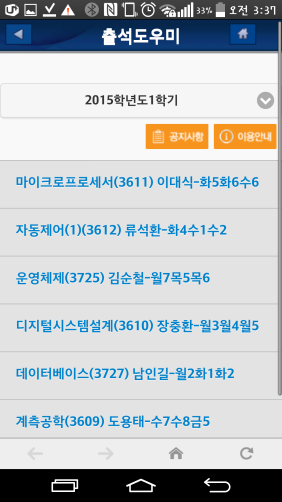 33% 오전 3:37
출석도우미
2015학년도1학기
공지사항 이용안내
마이크로프로세서(3611) 이대식-화5화6수6
자동제어(1)(3612) 류석환-화4수1수2
운영체제(3725) 김순철-월7목5목6
디지털시스템설계(3610) 장충환-월3월4월5
데이터베이스(3727) 남인길-월2화1화2
계측공학(3609) 도용태-수7수8금5